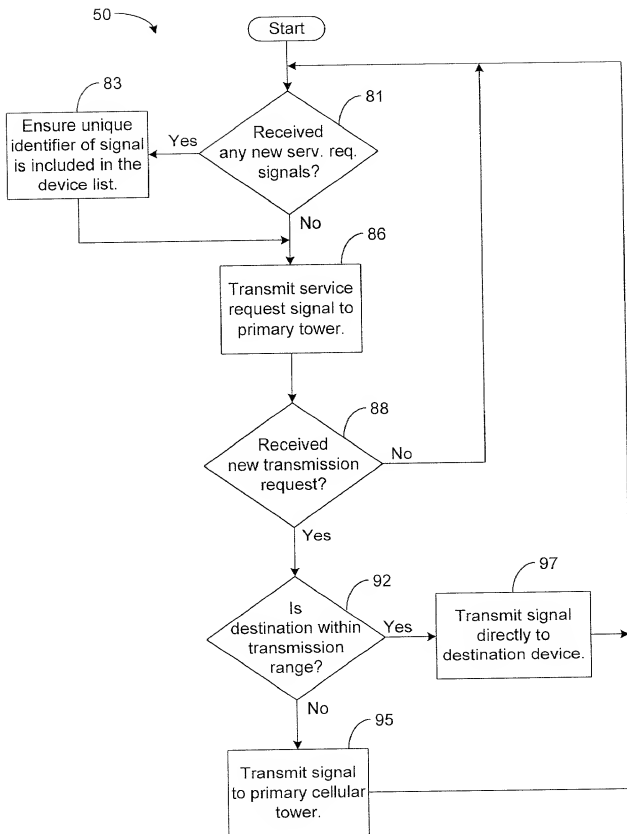 50
Start
83
Ensure unique
identifier of signal
is included in the
device list.
Yes
81
Received
any new serv. req.
signals?
No
86
Transmit service
request signal to
primary tower.
88
Received
new transmission
request?
No
Yes
92
Is
destination within
transmission
range?
Yes
97
Transmit signal
directly to
destination device.
No
95
Transmit signal
to primary cellular
tower.